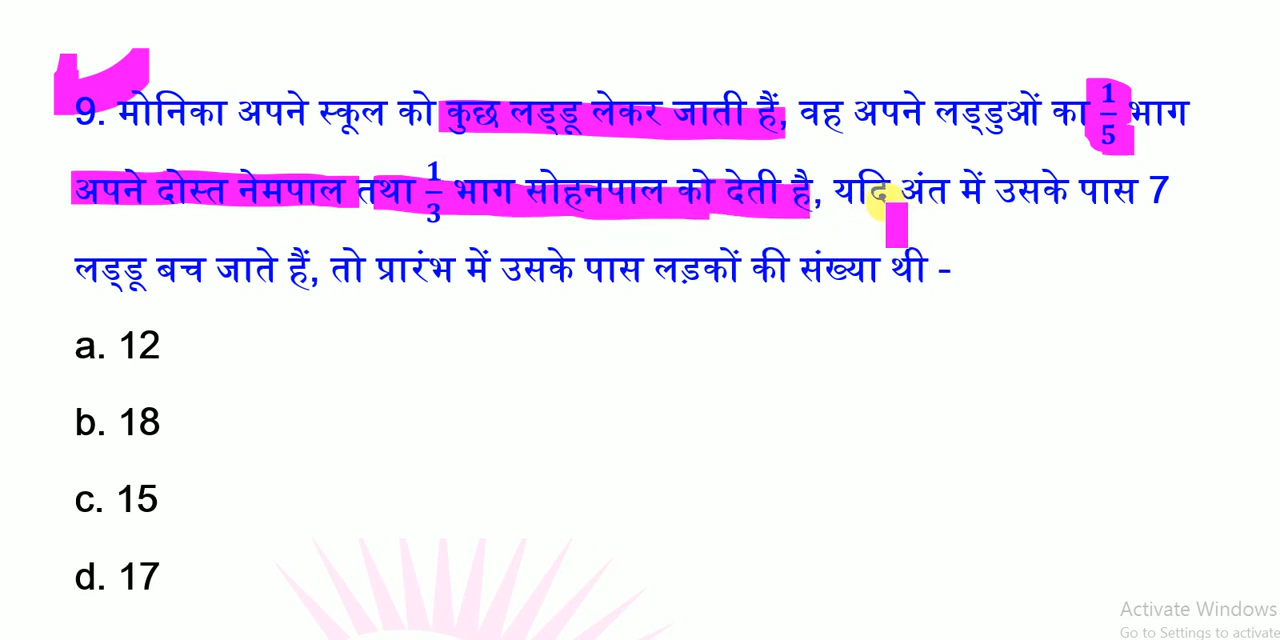 9. मोनिका अपने स्कूल को कुछ लड्डू लेकर जाती हैं, वह अपने लड्डुओं का 1/5 भाग
अपने दोस्त नेमपाल तथा 1/3 भाग सोहनपाल को देती है, यदि अंत में उसके पास 7
लड्डू बच जाते हैं, तो प्रारंभ में उसके पास लड़कों की संख्या थी -
a. 12
b. 18
c. 15
d. 17
Activate Windows
Go to Settings to activate